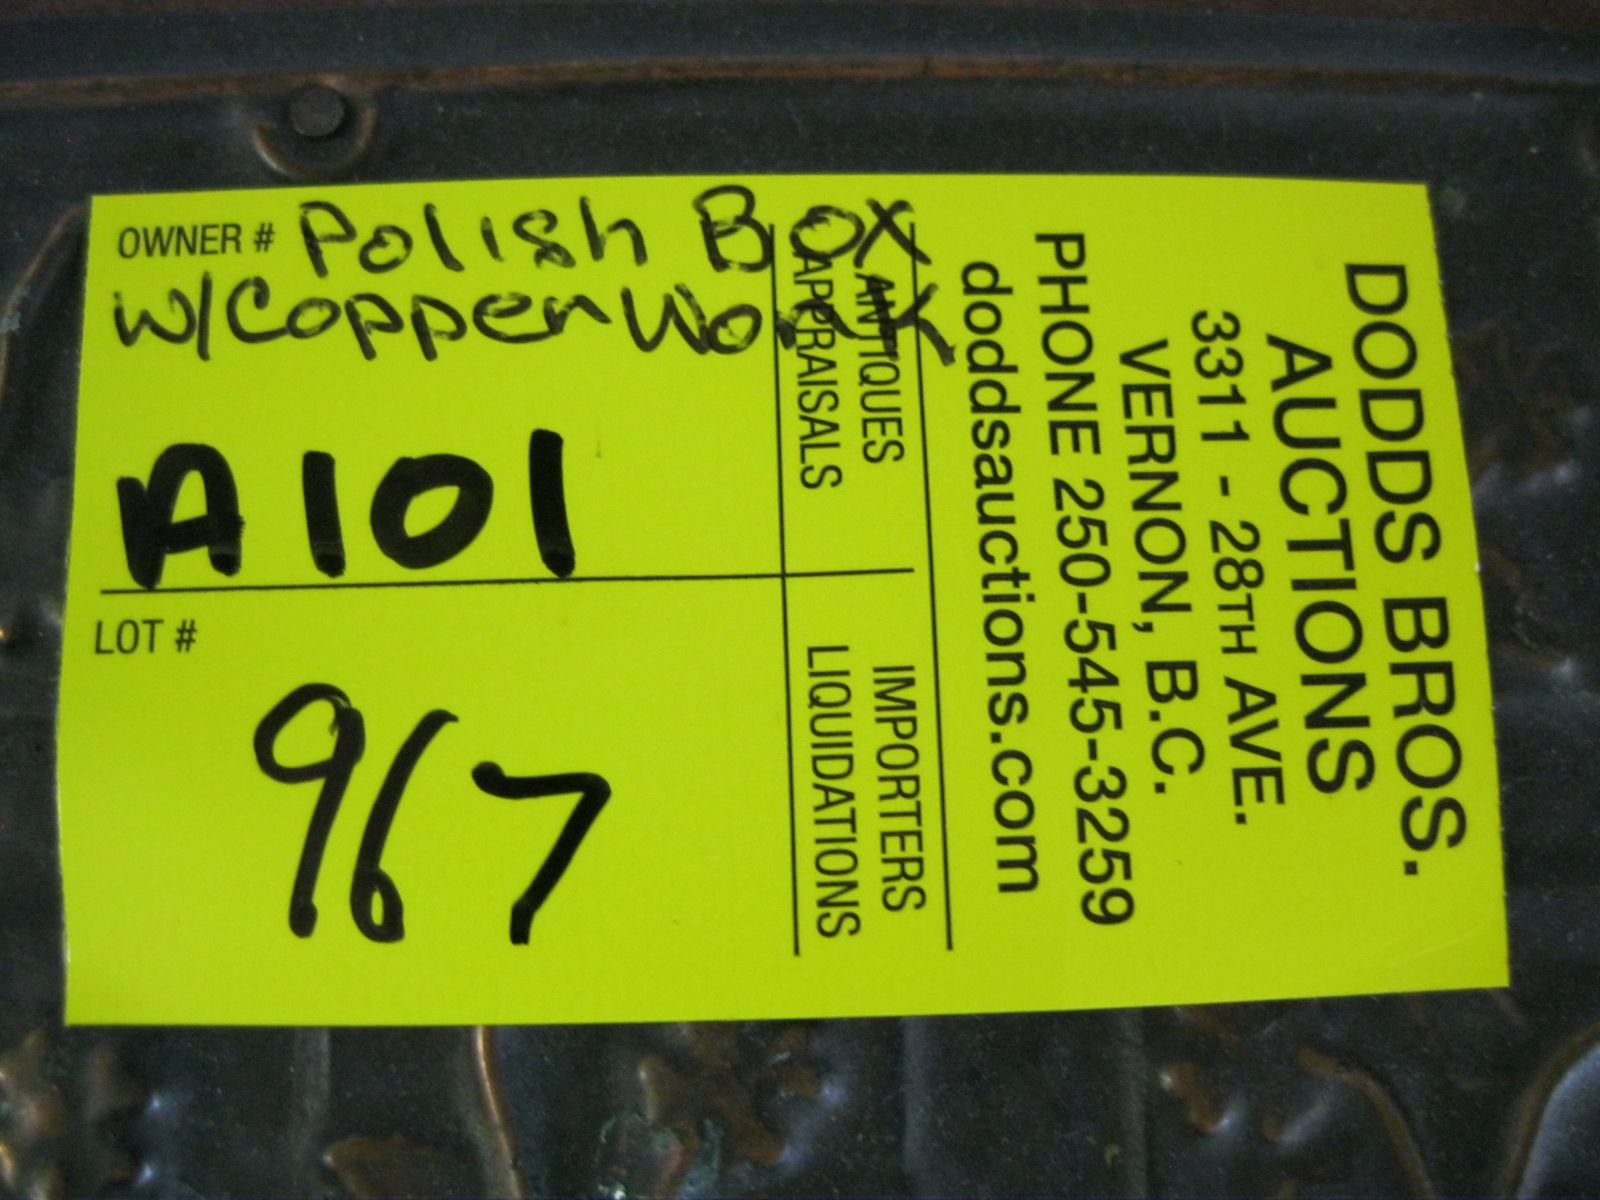 OWNER # Polish Box
w/Copper Work
A101
LOT #
967
ANTIQUES
APPRAISALS
IMPORTERS
LIQUIDATIONS
DODDS BROS.
AUCTIONS
3311 - 28TH AVE.
VERNON, B.C.
PHONE 250-545-3259
doddsauctions.com